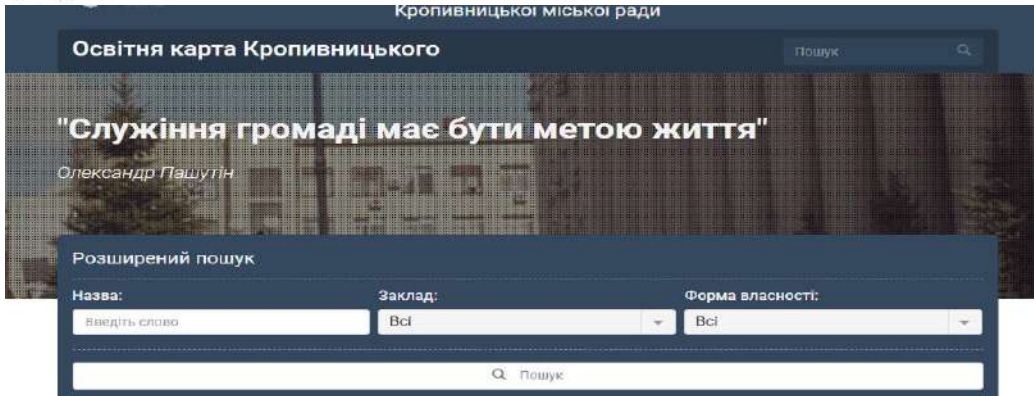 Кропивницької міської ради
Освітня карта Кропивницького
Пошук
"Служіння громаді має бути метою життя"
Олександр Пашутін
Розширений пошук
Назва: Заклад: Форма власності:
Введіть слово Всі Всі
Пошук